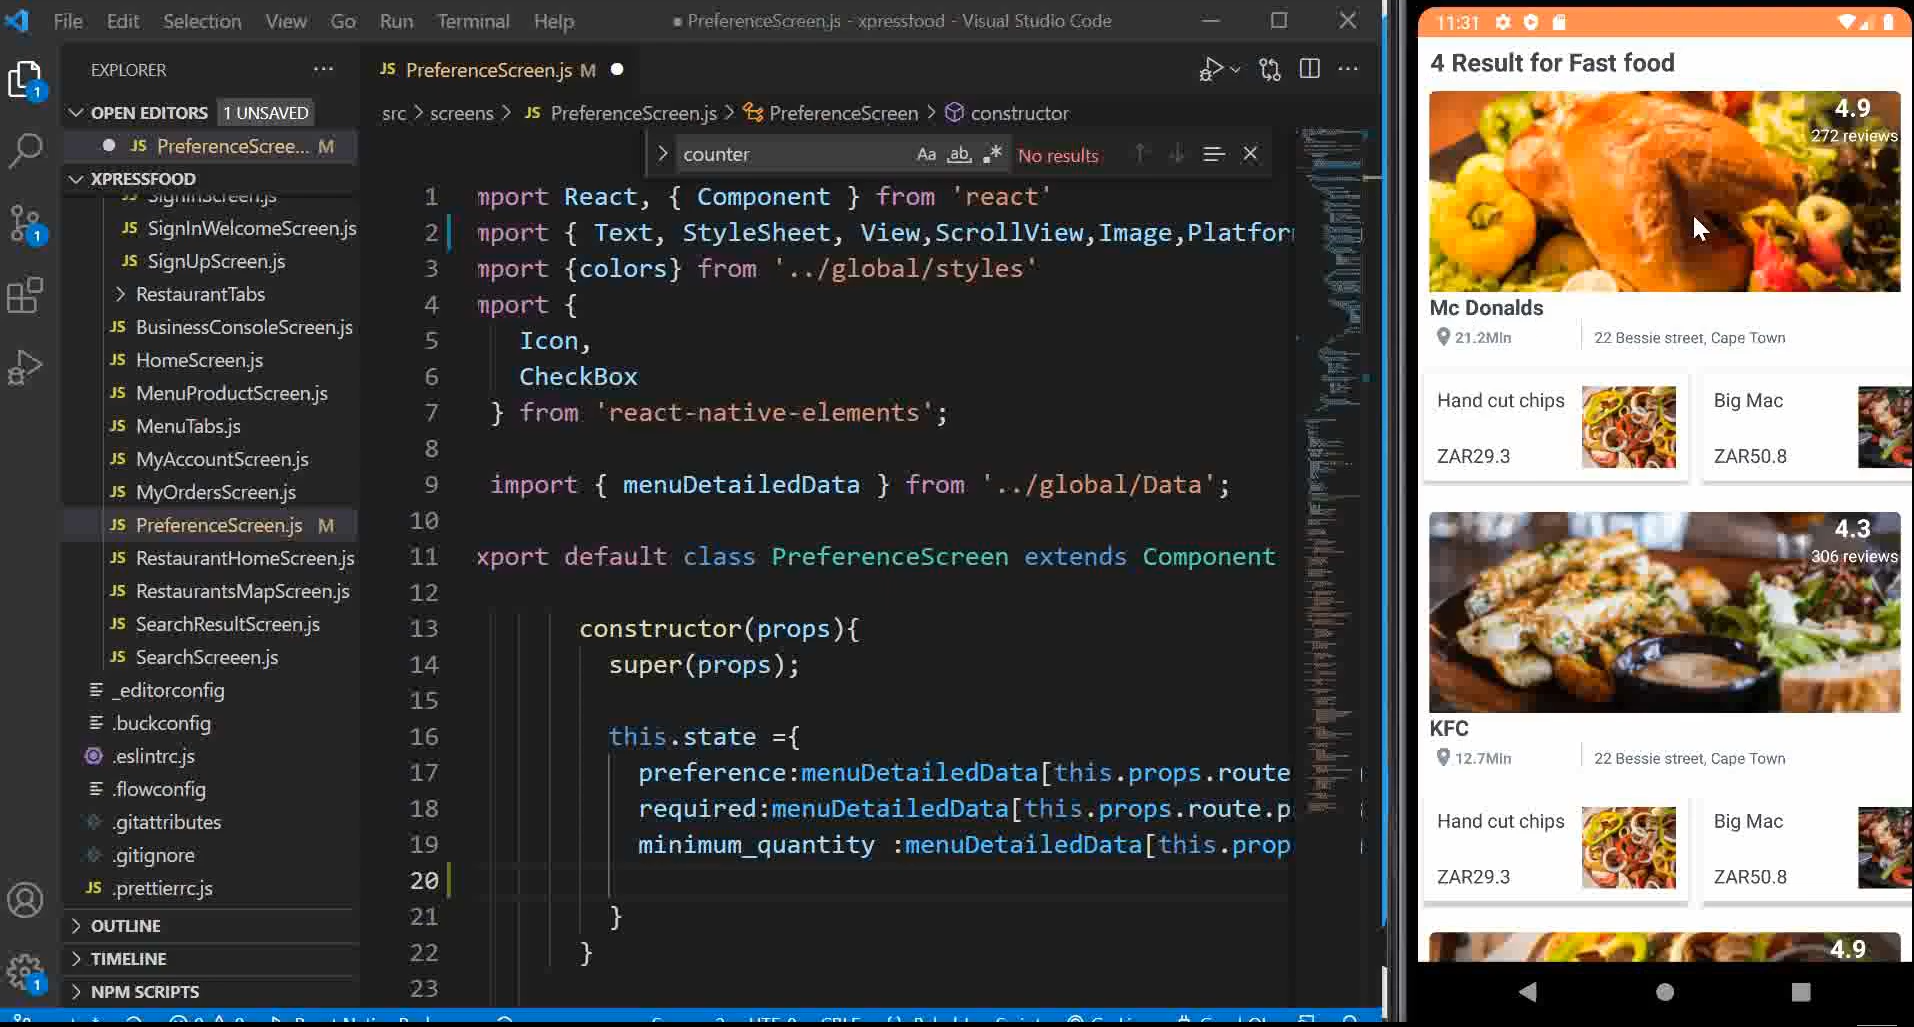 File Edit Selection View Go Run Terminal Help
PreferenceScreen.js - xpressfood - Visual Studio Code
EXPLORER
OPEN EDITORS 1 UNSAVED
JS PreferenceScree... M
XPRESSFOOD
SignInScreen.js
JS SignInWelcomeScreen.js
JS SignUpScreen.js
RestaurantTabs
JS BusinessConsoleScreen.js
JS HomeScreen.js
JS MenuProductScreen.js
JS MenuTabs.js
JS MyAccountScreen.js
JS MyOrdersScreen.js
JS PreferenceScreen.js M
JS RestaurantHomeScreen.js
JS RestaurantsMapScreen.js
JS SearchResultScreen.js
JS SearchScreeen.js
_editorconfig
.buckconfig
.eslintrc.js
.flowconfig
.gitattributes
.gitignore
JS .prettierrc.js
OUTLINE
TIMELINE
NPM SCRIPTS
1
1
1
JS PreferenceScreen.js M
src > screens > JS PreferenceScreen.js > PreferenceScreen > constructor
counter Aa ab .* No results
1 mport React, { Component } from 'react'
2 mport { Text, StyleSheet, View,ScrollView,Image,Platfor
3 mport {colors} from '../global/styles'
4 mport {
5 Icon,
6 CheckBox
7 } from 'react-native-elements';
8
9 import { menuDetailedData } from '../global/Data';
10
11 xport default class PreferenceScreen extends Component
12
13 constructor(props){
14 super(props);
15
16 this.state ={
17 preference:menuDetailedData[this.props.route
18 required:menuDetailedData[this.props.route.p
19 minimum_quantity :menuDetailedData[this.prop
20
21 }
22 }
23
11:31
4 Result for Fast food
4.9
272 reviews
Mc Donalds
21.2MIn 22 Bessie street, Cape Town
Hand cut chips Big Mac
ZAR29.3 ZAR50.8
4.3
306 reviews
KFC
12.7MIn 22 Bessie street, Cape Town
Hand cut chips Big Mac
ZAR29.3 ZAR50.8
4.9